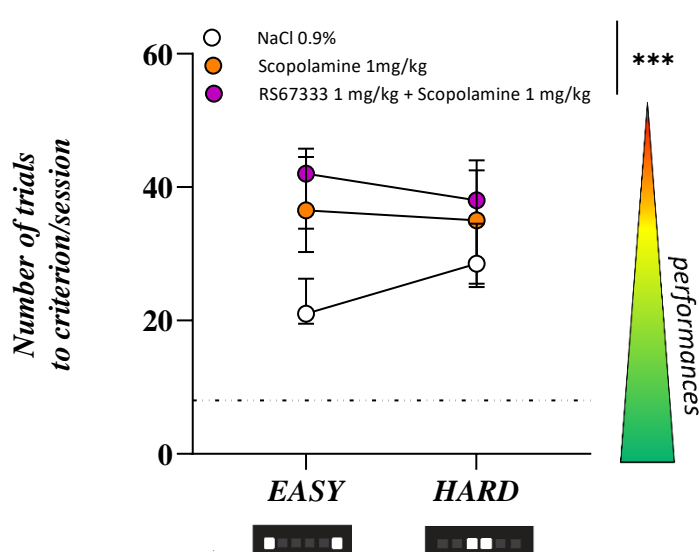 NaCl 0.9%
Scopolamine 1mg/kg
RS67333 1 mg/kg + Scopolamine 1 mg/kg
***
60
40
20
0
Number of trials
to criterion/session
EASY
HARD
performances